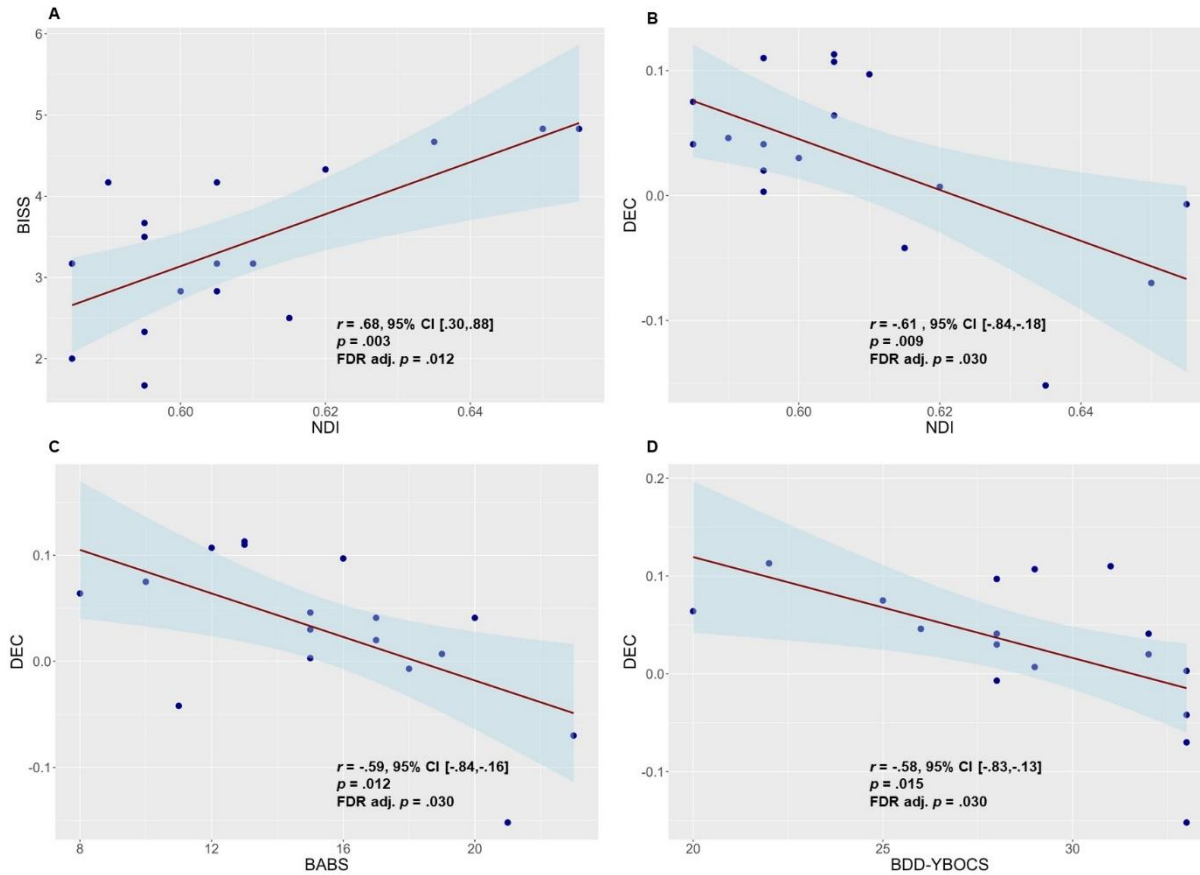 A
6
5
4
3
2
BISS
0.60
0.62
0.64
NDI
r = .68, 95% CI [.30,.88]
p = .003
FDR adj. p = .012
B
0.1
0.0
-0.1
DEC
0.60
0.62
0.64
NDI
r = -.61 , 95% CI [-.84,-.18]
p = .009
FDR adj. p = .030
C
0.1
0.0
-0.1
DEC
8
12
16
20
BABS
r = -.59, 95% CI [-.84,-.16]
p = .012
FDR adj. p = .030
D
0.2
0.1
0.0
-0.1
DEC
20
25
30
BDD-YBOCS
r = -.58, 95% CI [-.83,-.13]
p = .015
FDR adj. p = .030